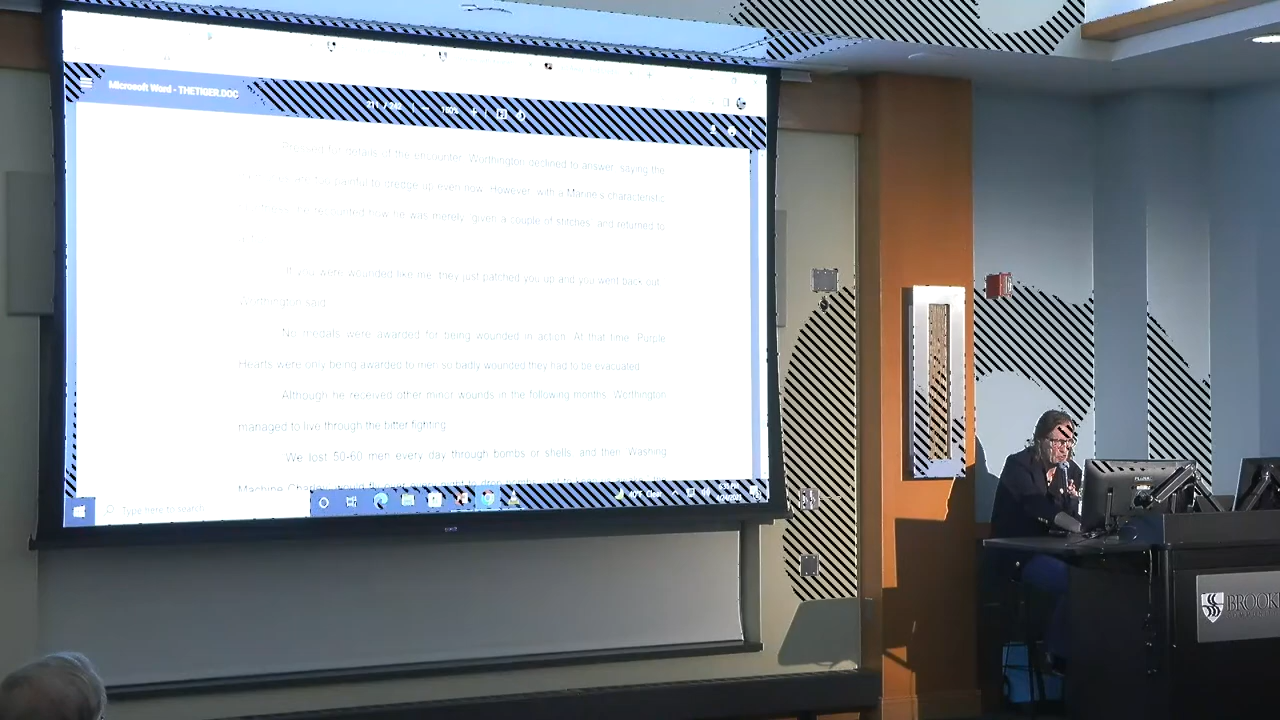 Microsoft Word - THETIGER.DOC
211 / 242 100%
Pressed for details of the encounter, Worthington declined to answer, saying the
are too painful to dredge up even now. However, with a Marine's characteristic
he recounted how he was merely given a couple of stitches and returned to
"If you were wounded like me, they just patched you up and you went back out,"
Worthington said.
No medals were awarded for being wounded in action. At that time, Purple
Hearts were only being awarded to men so badly wounded they had to be evacuated.
Although he received other minor wounds in the following months, Worthington
managed to live through the bitter fighting.
"We lost 50-60 men every day through bombs or shells, and then 'Washing
Machine Charlie'
Type here to search
Clear